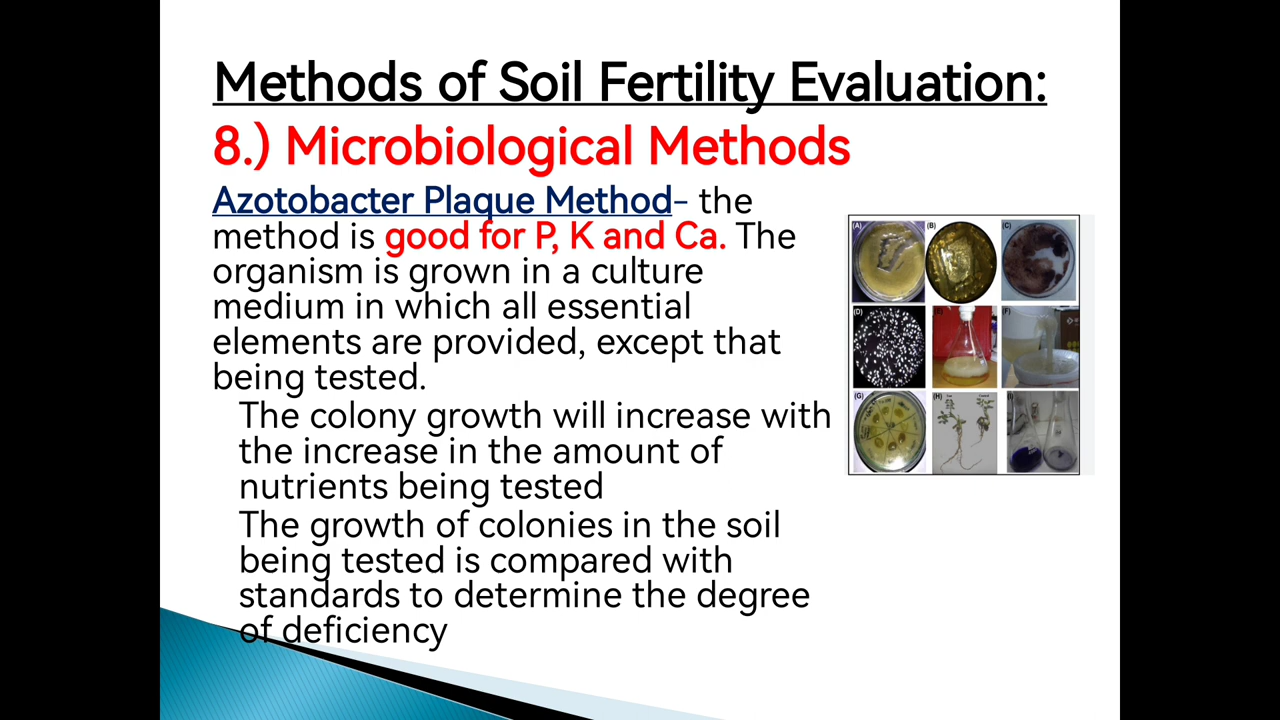 Methods of Soil Fertility Evaluation:
8.) Microbiological Methods
Azotobacter Plaque Method– the
method is good for P, K and Ca. The
organism is grown in a culture
medium in which all essential
elements are provided, except that
being tested.
The colony growth will increase with
the increase in the amount of
nutrients being tested
The growth of colonies in the soil
being tested is compared with
standards to determine the degree
of deficiency
(A) (B) (C)
(D) (F)
(G) (H) (I)